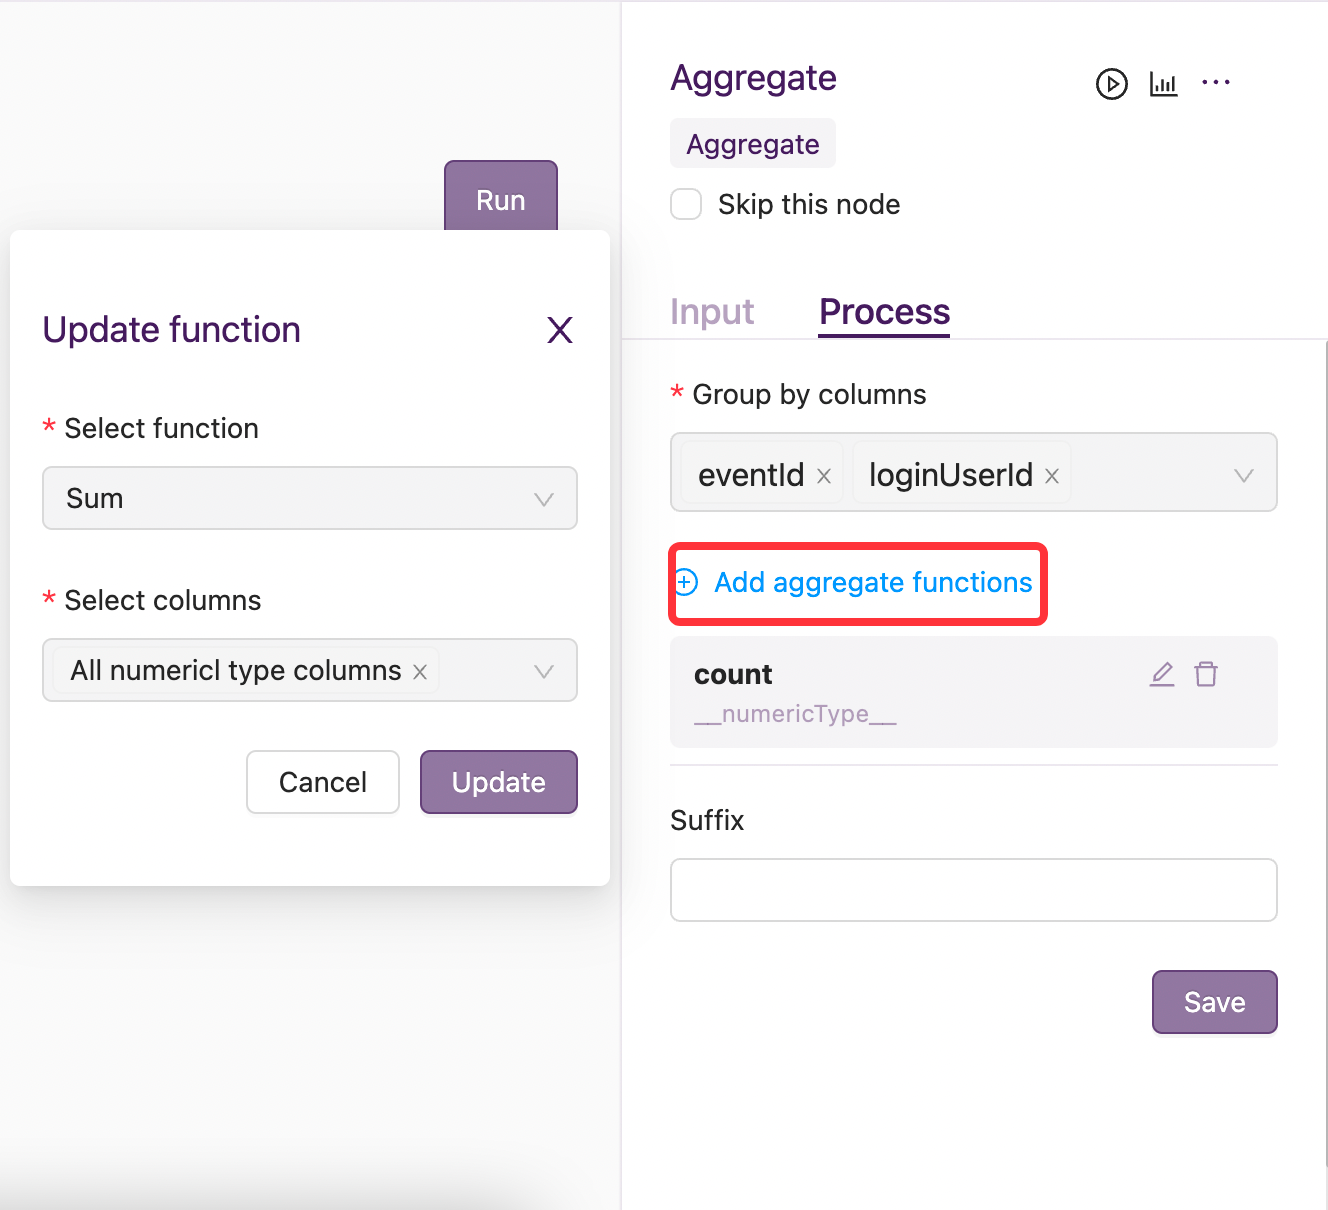 Run
Update function
* Select function
Sum
* Select columns
All numericl type columns
Cancel
Update
Aggregate
Aggregate
Skip this node
Input
Process
* Group by columns
eventId
loginUserId
Add aggregate functions
count
__numericType__
Suffix
Save